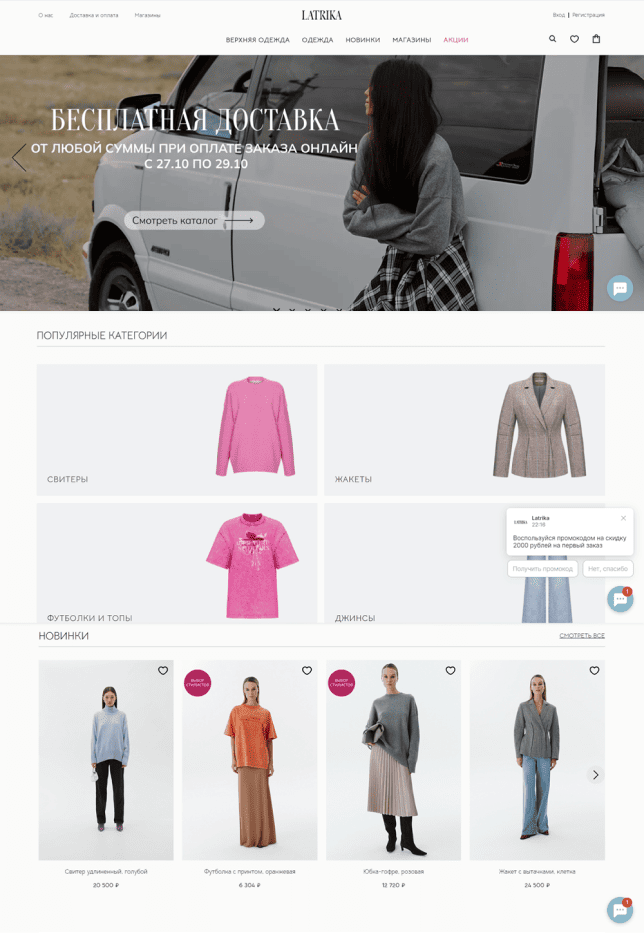 О нас
Доставка и оплата
Магазины
LATRIKA
Вход | Регистрация
ВЕРХНЯЯ ОДЕЖДА
ОДЕЖДА
НОВИНКИ
МАГАЗИНЫ
АКЦИИ
БЕСПЛАТНАЯ ДОСТАВКА
ОТ ЛЮБОЙ СУММЫ ПРИ ОПЛАТЕ ЗАКАЗА ОНЛАЙН
С 27.10 ПО 29.10
Смотреть каталог
ПОПУЛЯРНЫЕ КАТЕГОРИИ
СВИТЕРЫ
ЖАКЕТЫ
LATRIKA
Latrika
22:16
Воспользуйся промокодом на скидку
2000 рублей на первый заказ
Получить промокод
Нет, спасибо
1
ФУТБОЛКИ И ТОПЫ
ДЖИНСЫ
НОВИНКИ
СМОТРЕТЬ ВСЕ
ВЫБОР
СТИЛИСТОВ
ВЫБОР
СТИЛИСТОВ
Свитер удлиненный, голубой
20 500 ₽
Футболка с принтом, оранжевая
6 304 ₽
Юбка-гофре, розовая
12 720 ₽
Жакет с вытачками, клетка
24 500 ₽
1